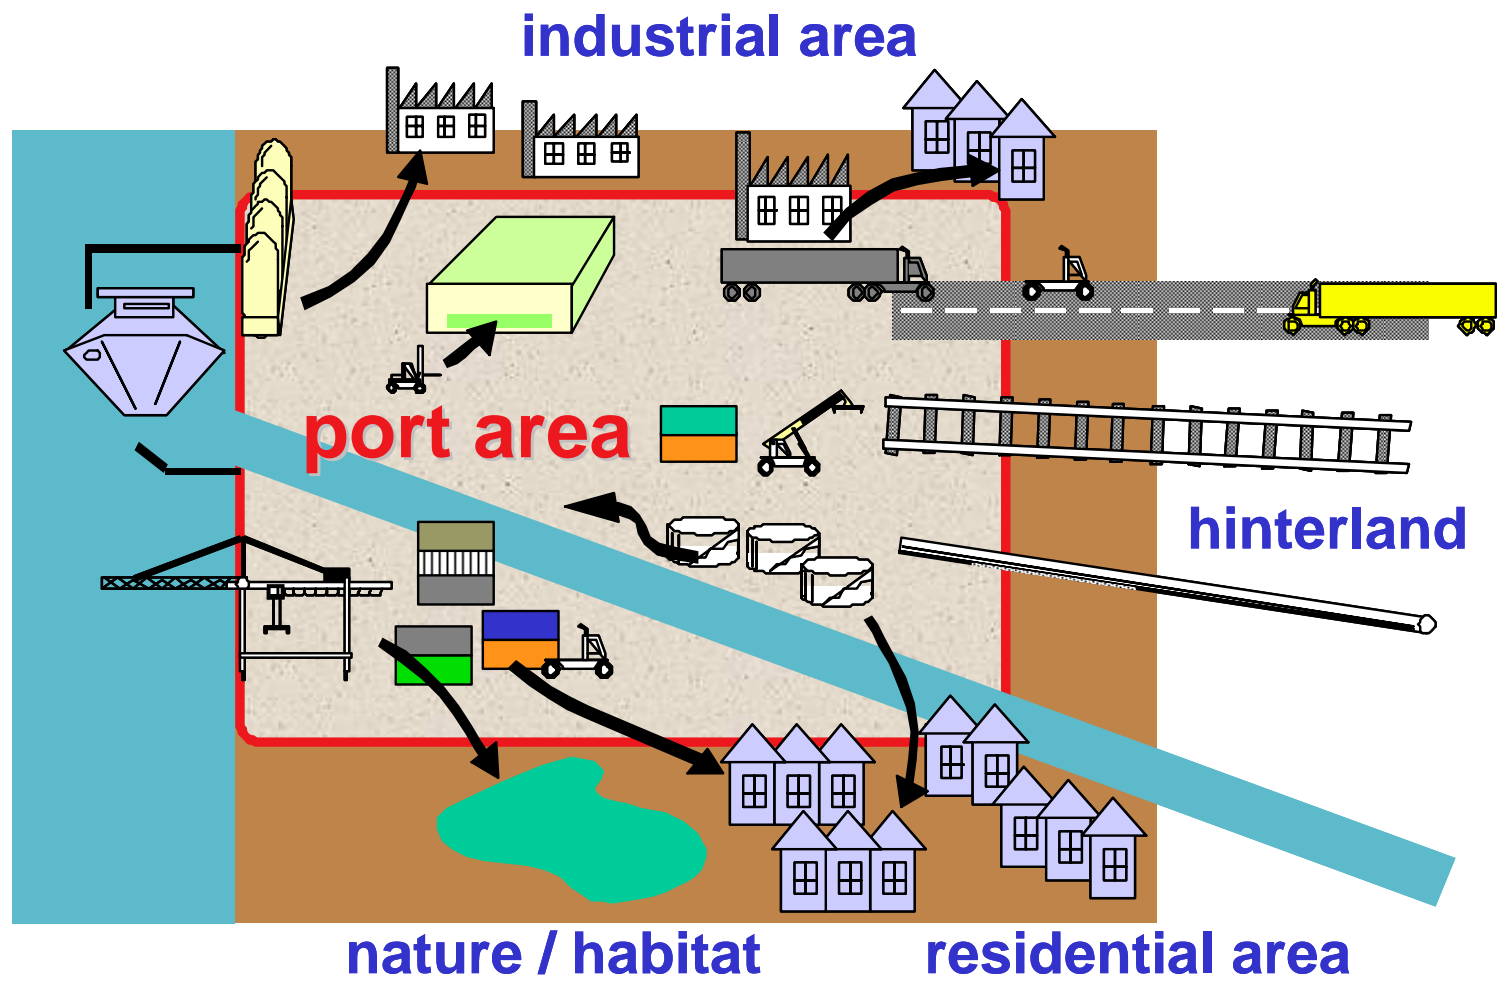 industrial area
port area
hinterland
nature / habitat
residential area